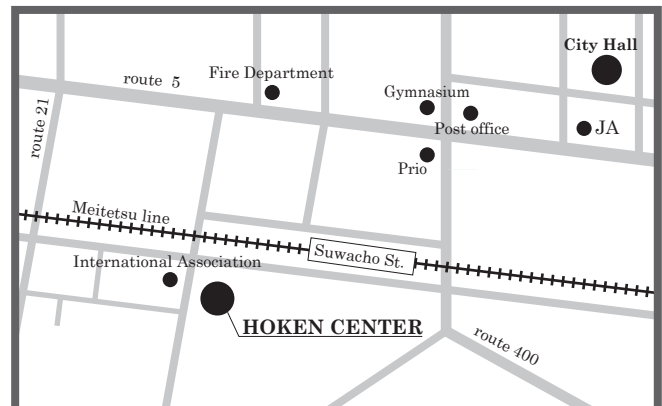 City Hall
route 5
Fire Department
Gymnasium
Post office
JA
route 21
Prio
Meitetsu line
Suwacho St.
International Association
HOKEN CENTER
route 400